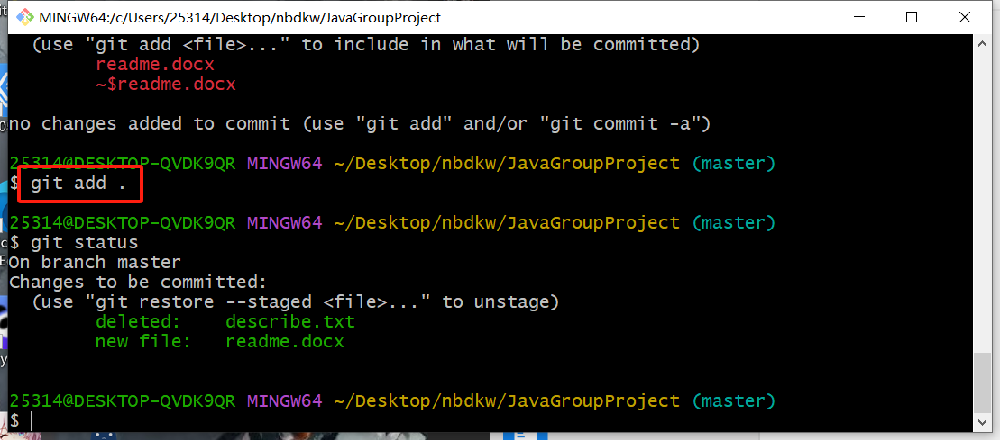 MINGW64:/c/Users/25314/Desktop/nbdkw/JavaGroupProject
(use "git add <file>..." to include in what will be committed)
readme.docx
~$readme.docx
no changes added to commit (use "git add" and/or "git commit -a")
25314@DESKTOP-QVDK9QR MINGW64 ~/Desktop/nbdkw/JavaGroupProject (master)
$ git add .
25314@DESKTOP-QVDK9QR MINGW64 ~/Desktop/nbdkw/JavaGroupProject (master)
$ git status
On branch master
Changes to be committed:
(use "git restore --staged <file>..." to unstage)
deleted:    describe.txt
new file:   readme.docx
25314@DESKTOP-QVDK9QR MINGW64 ~/Desktop/nbdkw/JavaGroupProject (master)
$